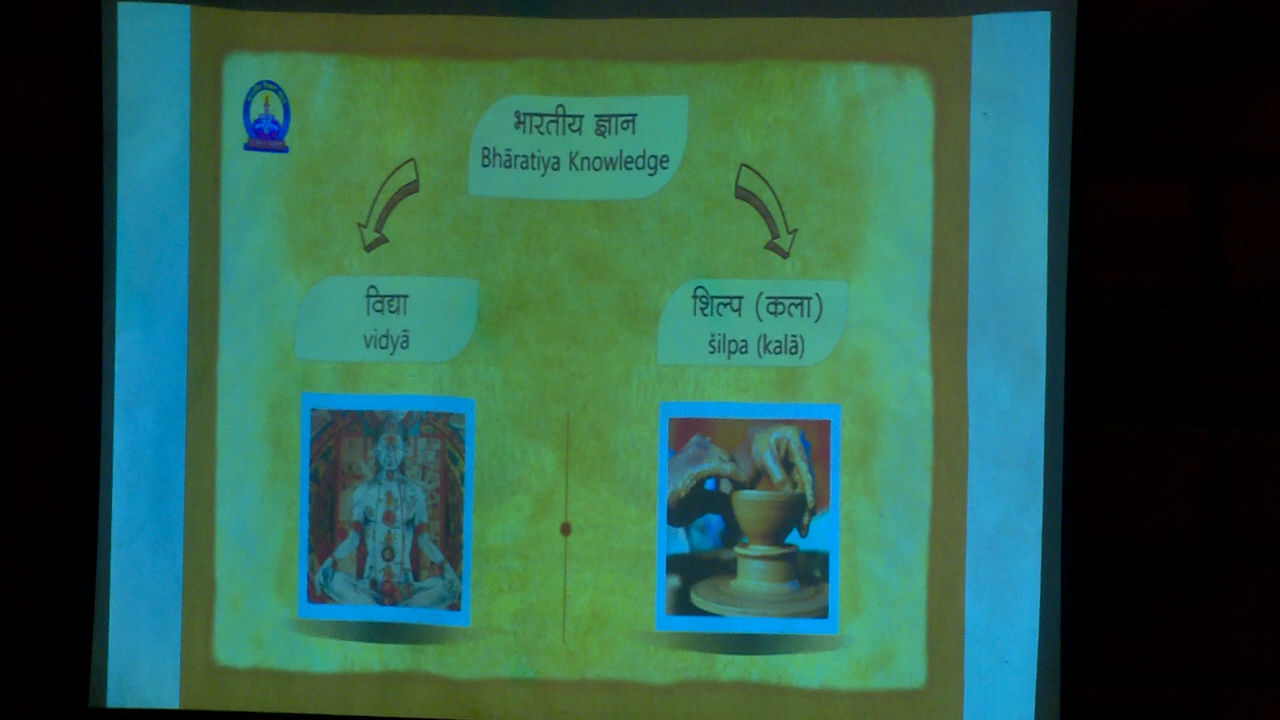 भारतीय ज्ञान
Bhāratiya Knowledge
विद्या
vidyā
शिल्प (कला)
šilpa (kalā)